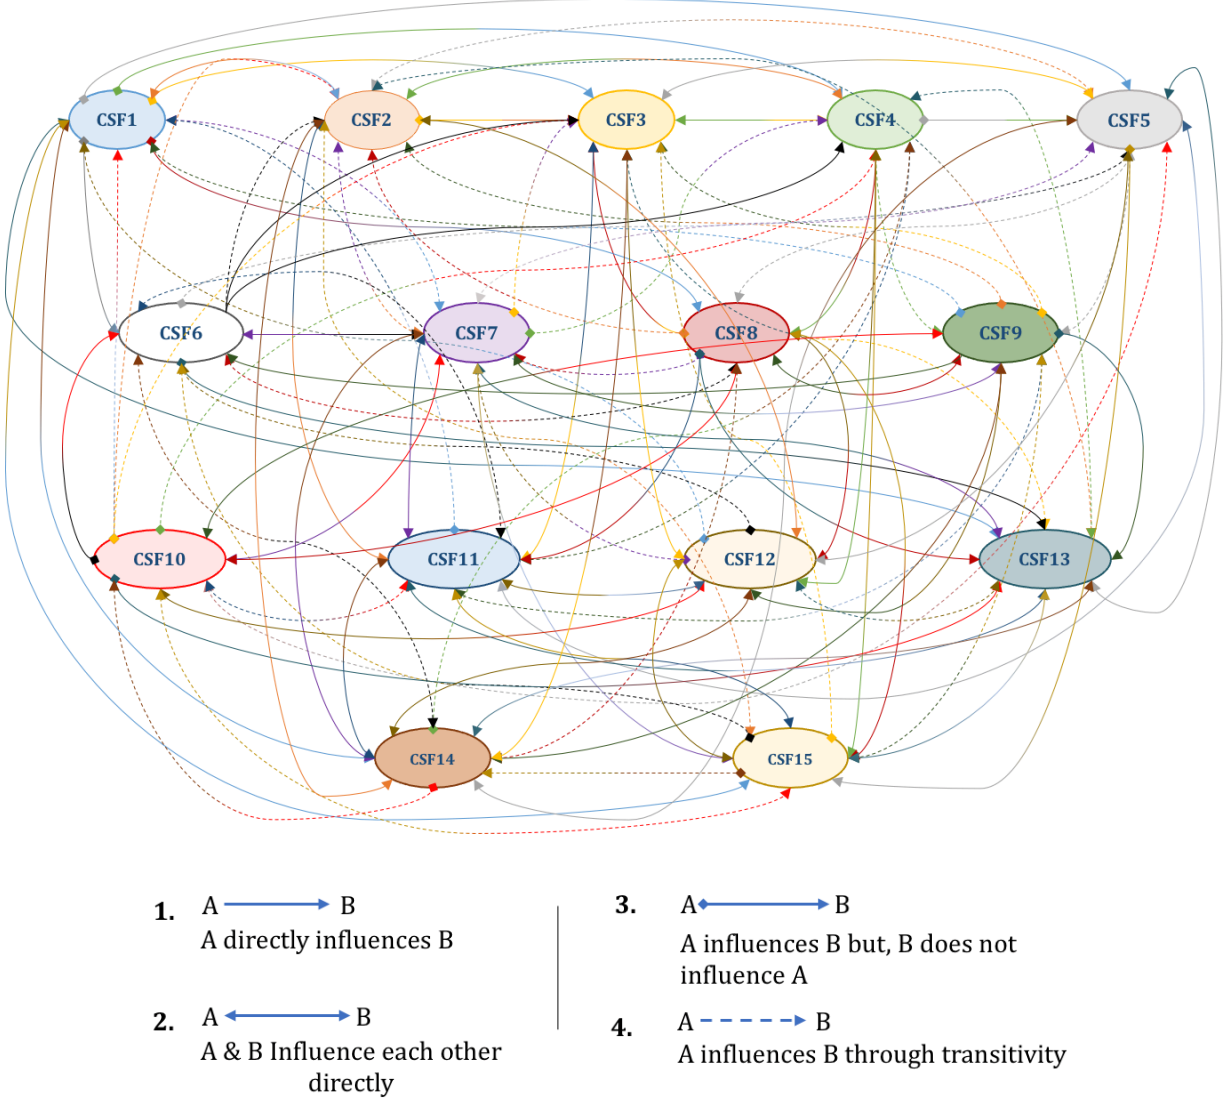 CSF1 CSF2 CSF3 CSF4 CSF5
CSF6 CSF7 CSF8 CSF9
CSF10 CSF11 CSF12 CSF13
CSF14 CSF15
1. A B
A directly influences B
2. A B
A & B Influence each other
directly
3. A B
A influences B but, B does not
influence A
4. A B
A influences B through transitivity